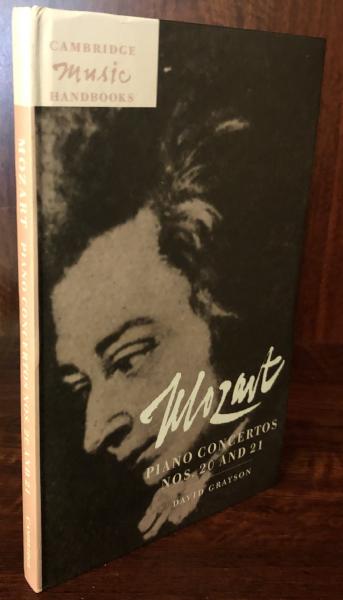 CAMBRIDGE
Music
HANDBOOKS
Mozart
PIANO CONCERTOS
NOS. 20 AND 21
DAVID GRAYSON
MOZART PIANO CONCERTOS NOS. 20 AND 21